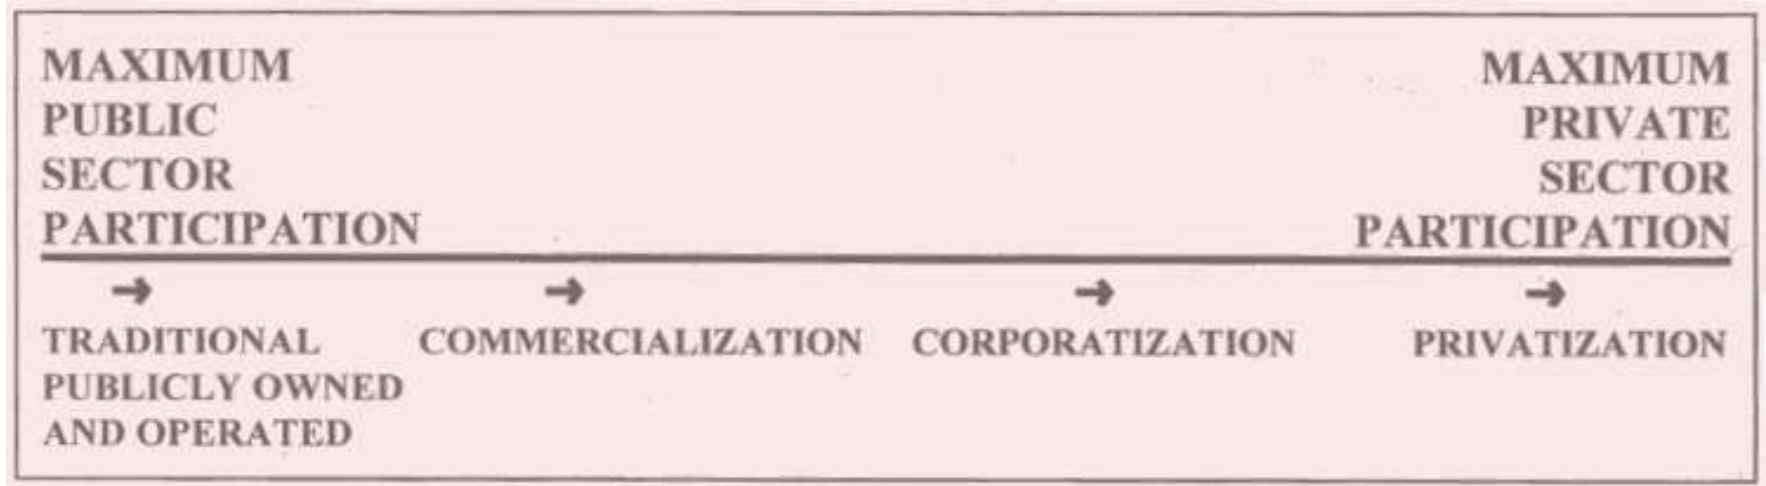 MAXIMUM
PUBLIC
SECTOR
PARTICIPATION
MAXIMUM
PRIVATE
SECTOR
PARTICIPATION
→ → → →
TRADITIONAL
PUBLICLY OWNED
AND OPERATED
COMMERCIALIZATION
CORPORATIZATION
PRIVATIZATION